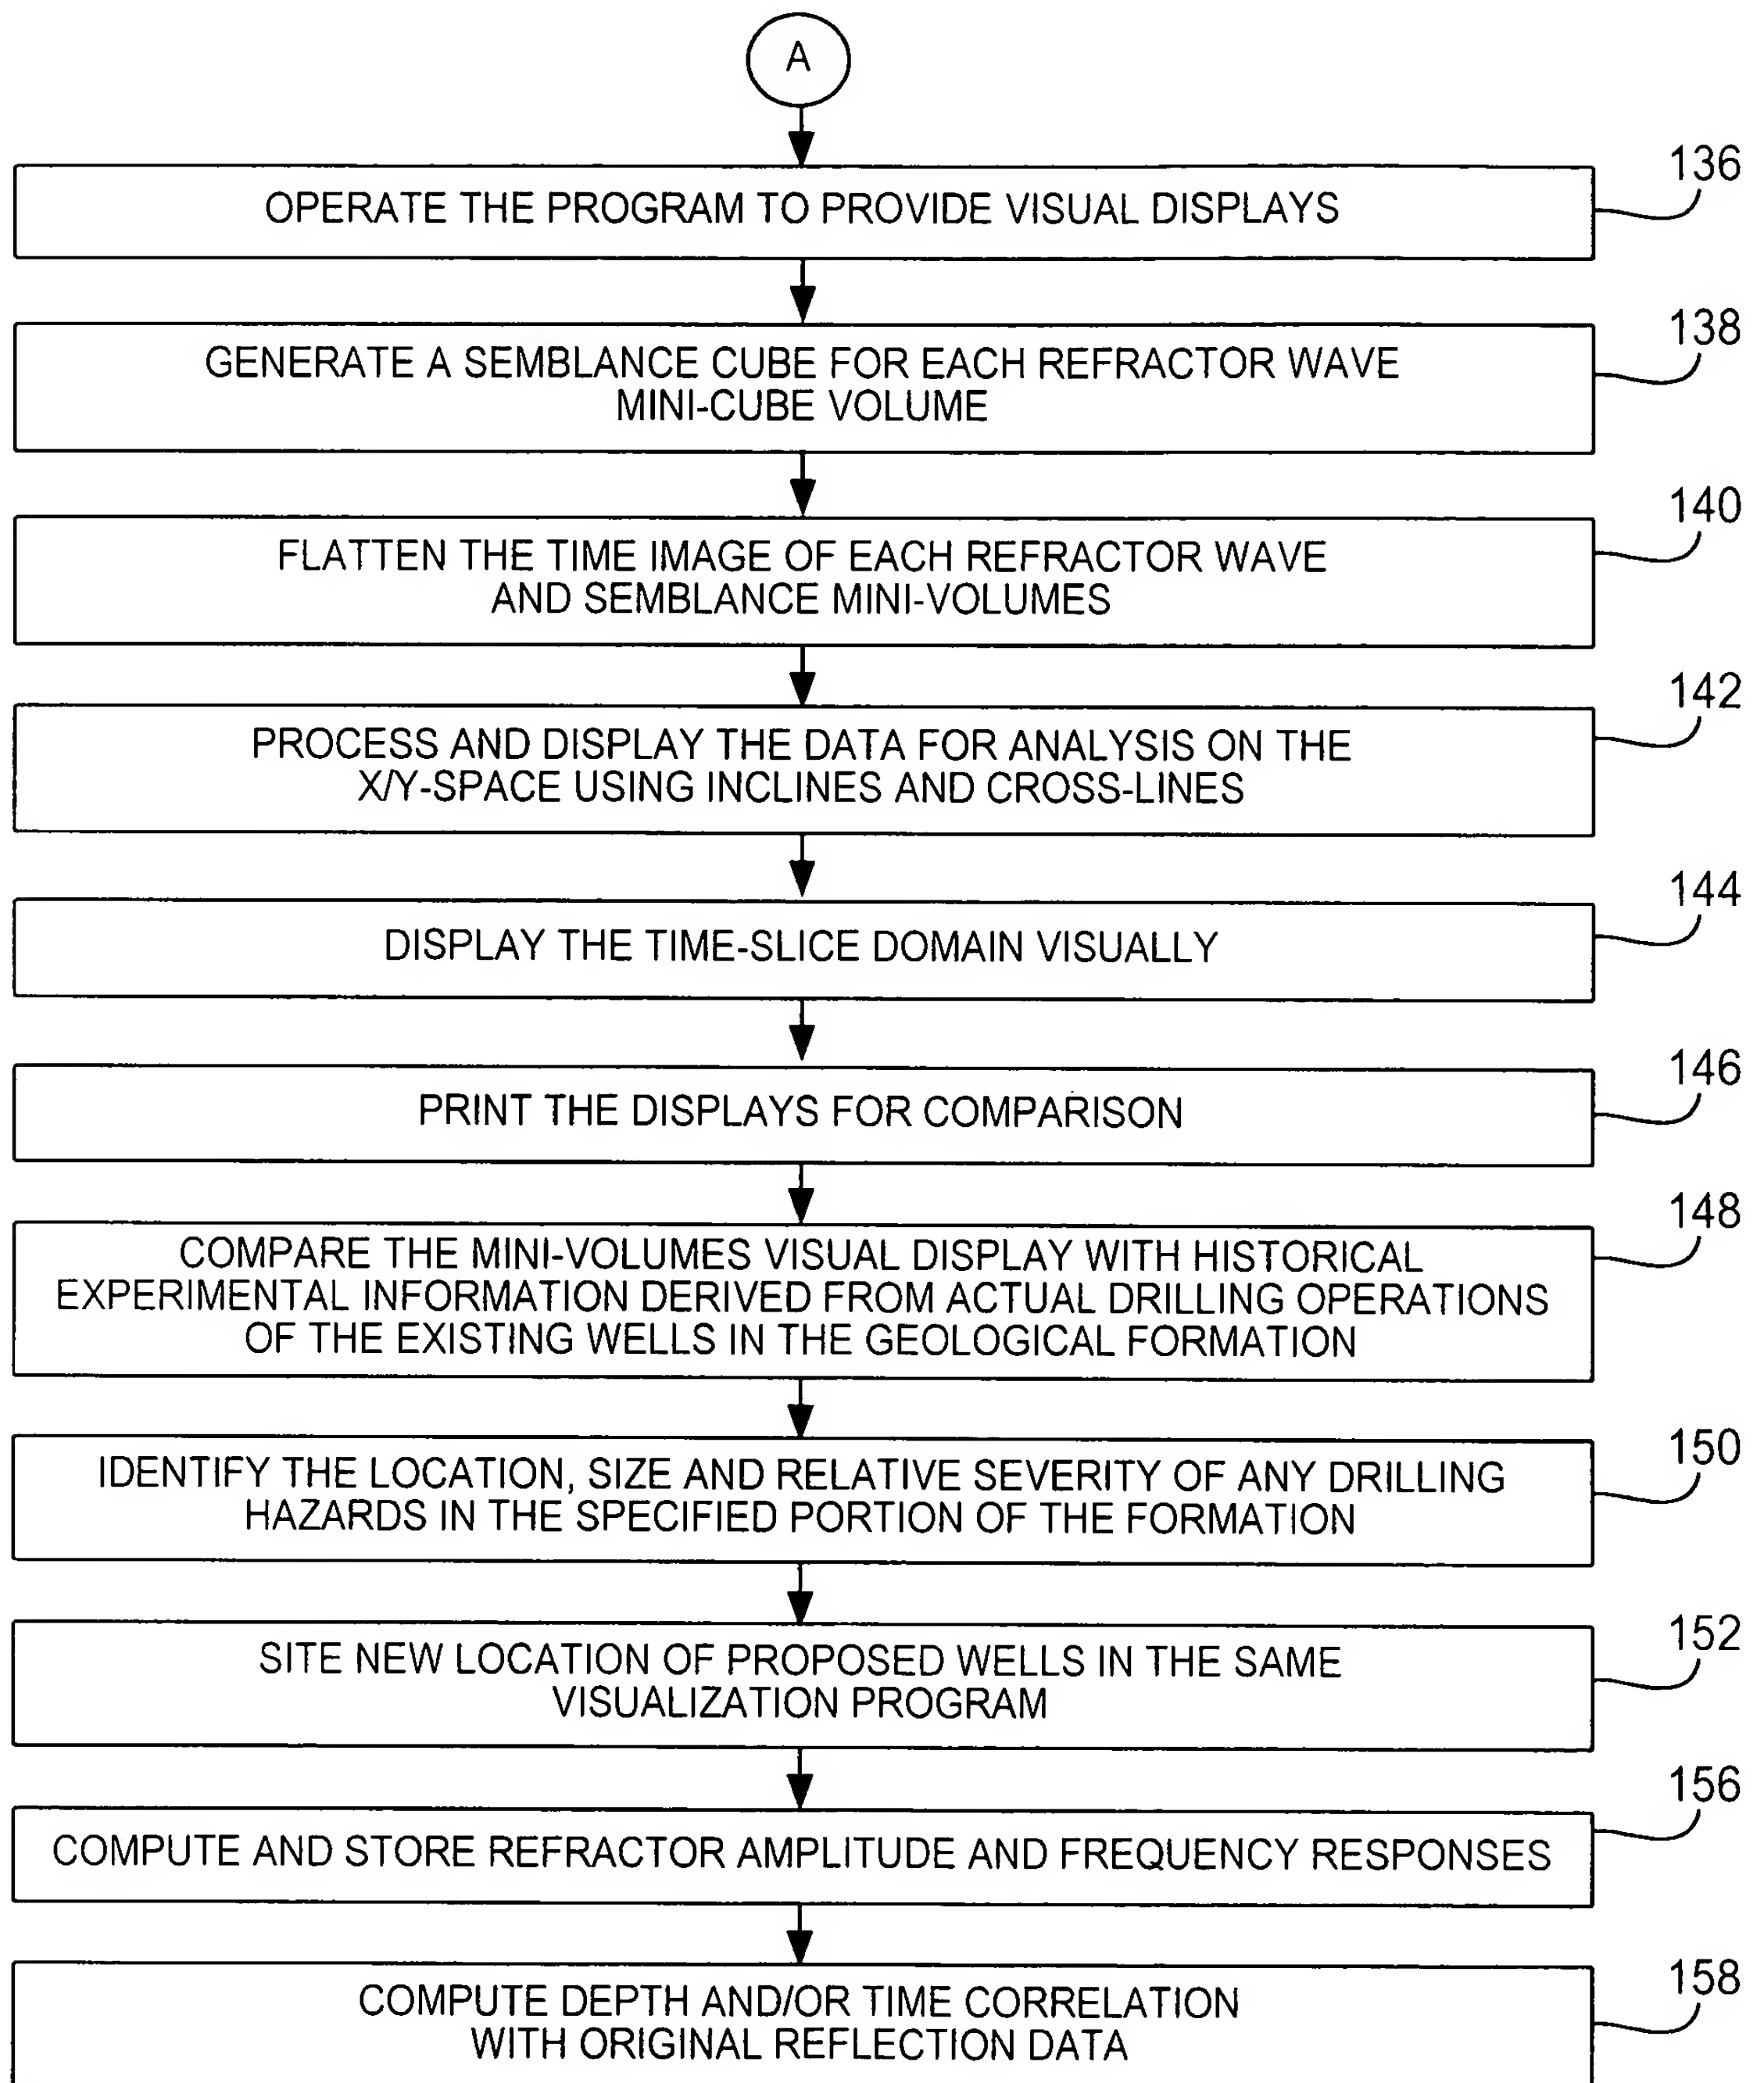 A
136
OPERATE THE PROGRAM TO PROVIDE VISUAL DISPLAYS
138
GENERATE A SEMBLANCE CUBE FOR EACH REFRACTOR WAVE
MINI-CUBE VOLUME
140
FLATTEN THE TIME IMAGE OF EACH REFRACTOR WAVE
AND SEMBLANCE MINI-VOLUMES
142
PROCESS AND DISPLAY THE DATA FOR ANALYSIS ON THE
X/Y-SPACE USING INCLINES AND CROSS-LINES
144
DISPLAY THE TIME-SLICE DOMAIN VISUALLY
146
PRINT THE DISPLAYS FOR COMPARISON
148
COMPARE THE MINI-VOLUMES VISUAL DISPLAY WITH HISTORICAL
EXPERIMENTAL INFORMATION DERIVED FROM ACTUAL DRILLING OPERATIONS
OF THE EXISTING WELLS IN THE GEOLOGICAL FORMATION
150
IDENTIFY THE LOCATION, SIZE AND RELATIVE SEVERITY OF ANY DRILLING
HAZARDS IN THE SPECIFIED PORTION OF THE FORMATION
152
SITE NEW LOCATION OF PROPOSED WELLS IN THE SAME
VISUALIZATION PROGRAM
156
COMPUTE AND STORE REFRACTOR AMPLITUDE AND FREQUENCY RESPONSES
158
COMPUTE DEPTH AND/OR TIME CORRELATION
WITH ORIGINAL REFLECTION DATA